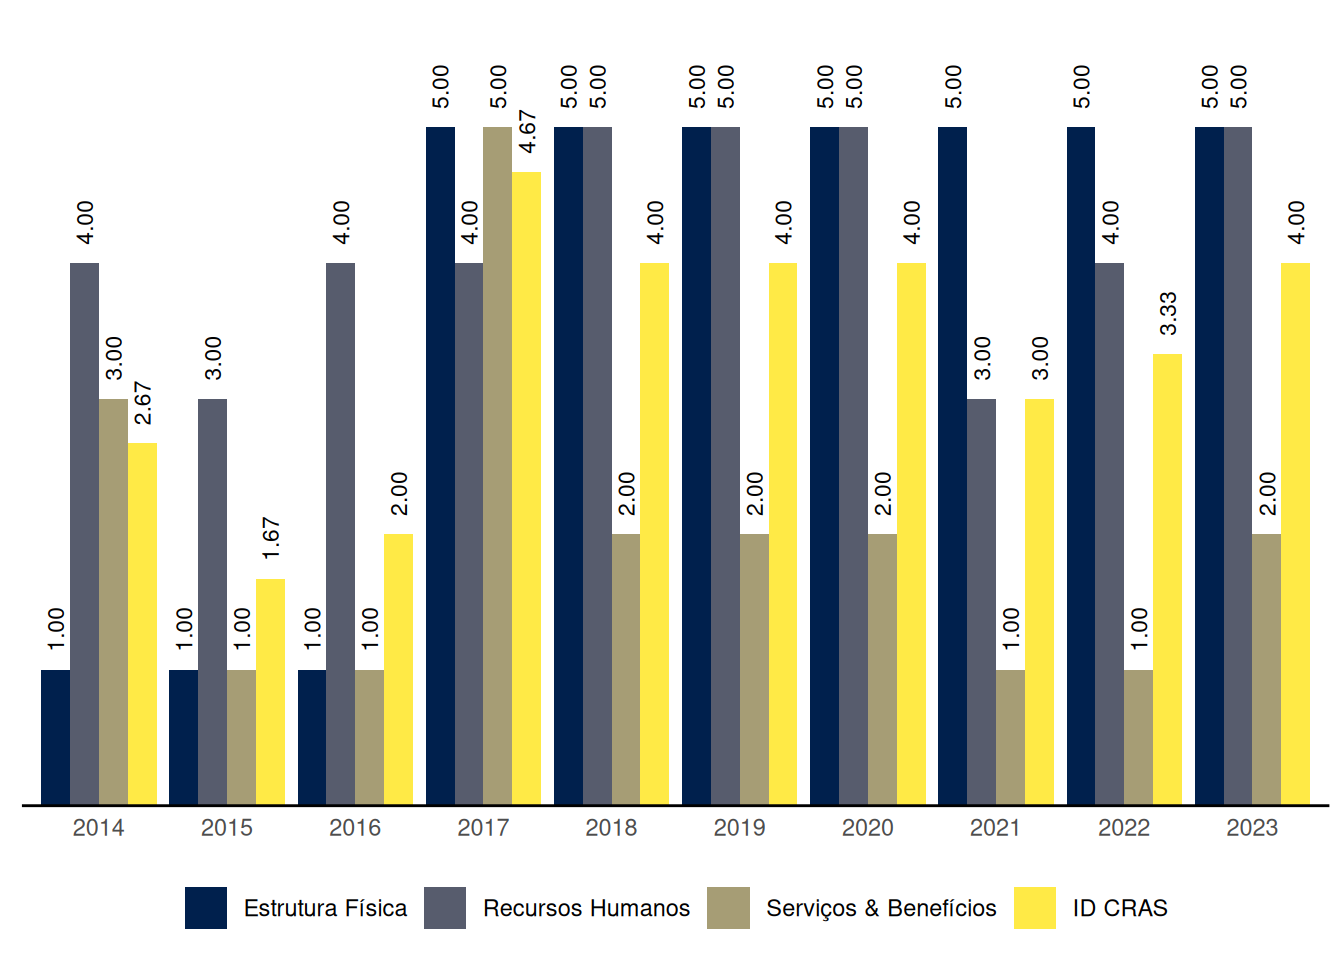 5.00 5.00 5.00 5.00 5.00 5.00 5.00 5.00 5.00 5.00 5.00 5.00
4.67
4.00 4.00 4.00 4.00 4.00 4.00 4.00 4.00
3.33
3.00 3.00 3.00 3.00
2.67
2.00 2.00 2.00 2.00 2.00
1.67
1.00 1.00 1.00 1.00 1.00 1.00 1.00
2014 2015 2016 2017 2018 2019 2020 2021 2022 2023
Estrutura Física Recursos Humanos Serviços & Benefícios ID CRAS